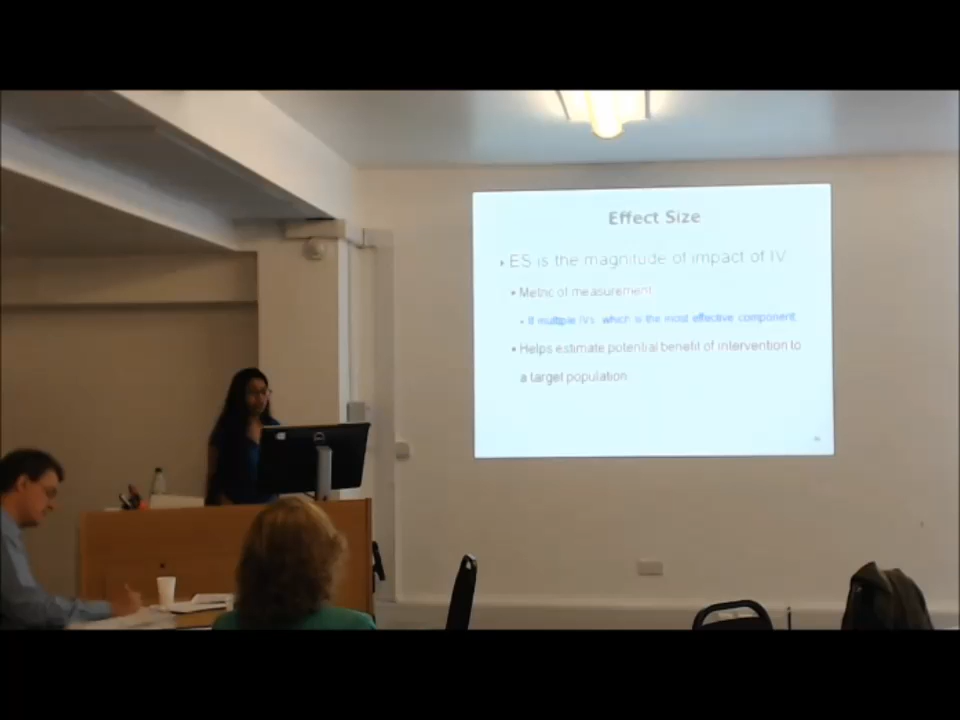 Effect Size
ES is the magnitude of impact of IV
Metric of measurement
If multiple IVs which is the most effective component
Helps estimate potential benefit of intervention to
a target population